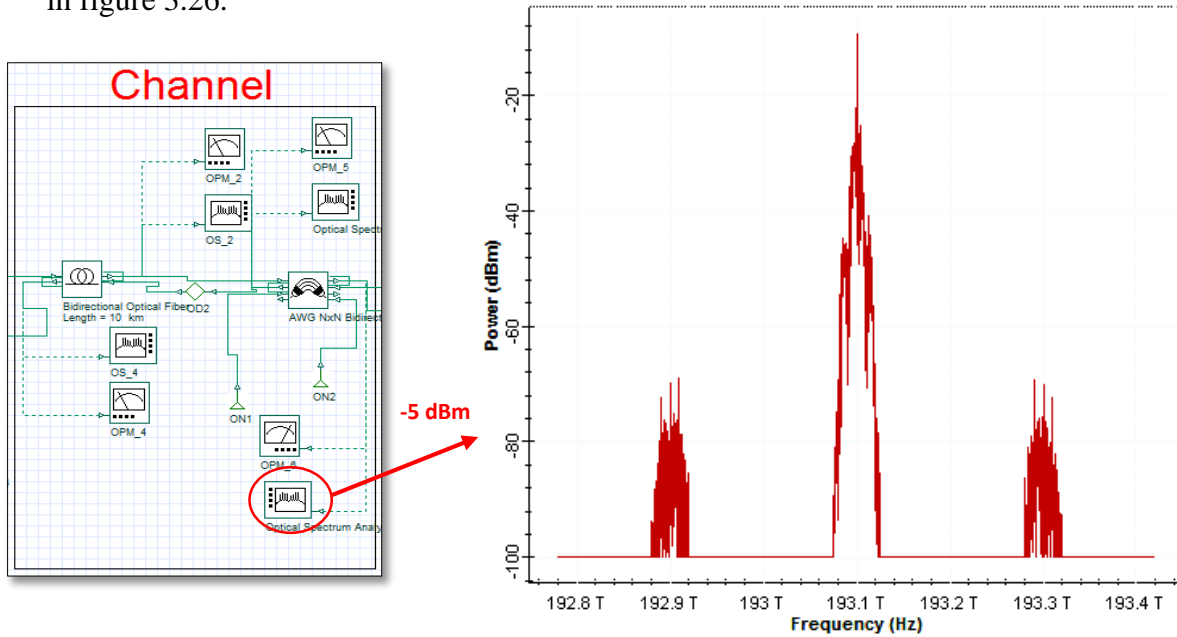 in figure 3.26.
Channel
OPM_2
OPM_5
OS_2
Optical Spect
Bidirectional Optical Fiber
OD2
Length = 10 km
AWG NxN Bidirect
OS_4
OPM_4
ON1
ON2
OPM_6
Optical Spectrum Analy
-5 dBm
Power (dBm)
-20
-40
-60
-80
-100
192.8 T
192.9 T
193 T
193.1 T
193.2 T
193.3 T
193.4 T
Frequency (Hz)